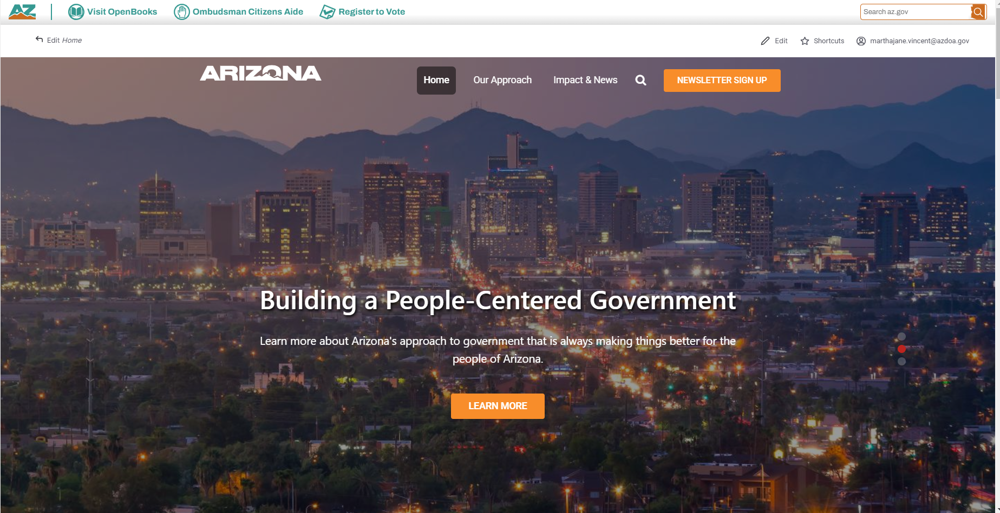 AZ
Visit OpenBooks
Ombudsman Citizens Aide
Register to Vote
Search az.gov
Edit Home
Edit
Shortcuts
marthajane.vincent@azdoa.gov
ARIZONA
Home
Our Approach
Impact & News
NEWSLETTER SIGN UP
Building a People-Centered Government
Learn more about Arizona's approach to government that is always making things better for the
people of Arizona.
LEARN MORE